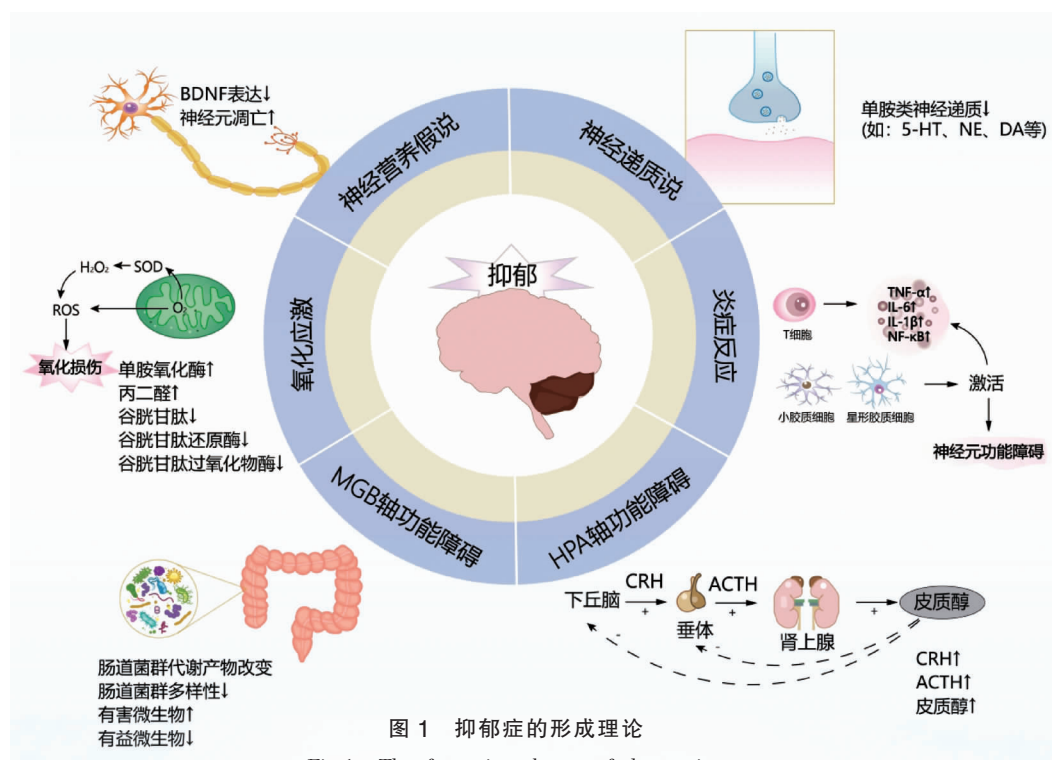 BDNF表达↓
神经元凋亡↑
单胺类神经递质↓
(如：5-HT、NE、DA等)
神经营养假说
神经递质说
抑郁
氧化应激
炎症反应
MGB轴功能障碍
HPA轴功能障碍
H₂O₂
SOD
ROS
O₂
氧化损伤
单胺氧化酶↑
丙二醛↑
谷胱甘肽↓
谷胱甘肽还原酶↓
谷胱甘肽过氧化物酶↓
T细胞
TNF-α↑
IL-6↑
IL-1β↑
NF-κB↑
小胶质细胞
星形胶质细胞
激活
神经元功能障碍
肠道菌群代谢产物改变
肠道菌群多样性↓
有害微生物↑
有益微生物↓
下丘脑
CRH
+
垂体
ACTH
+
肾上腺
+
皮质醇
-
-
CRH↑
ACTH↑
皮质醇↑
图 1 抑郁症的形成理论